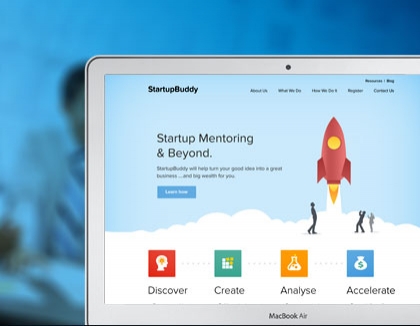 Resources | Blog
StartupBuddy
About Us What We Do How We Do It Register Contact Us
Startup Mentoring
& Beyond.
StartupBuddy will help turn your good idea into a great
business ... and big wealth for you.
Learn Now
Discover Create Analyse Accelerate
MacBook Air